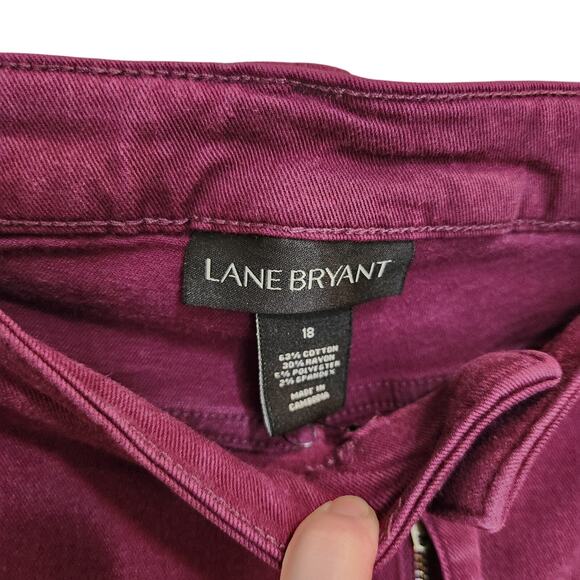 LANE BRYANT
18
63% COTTON
30% RAYON
5% POLYESTER
2% SPANDEX
MADE IN
CAMBODIA